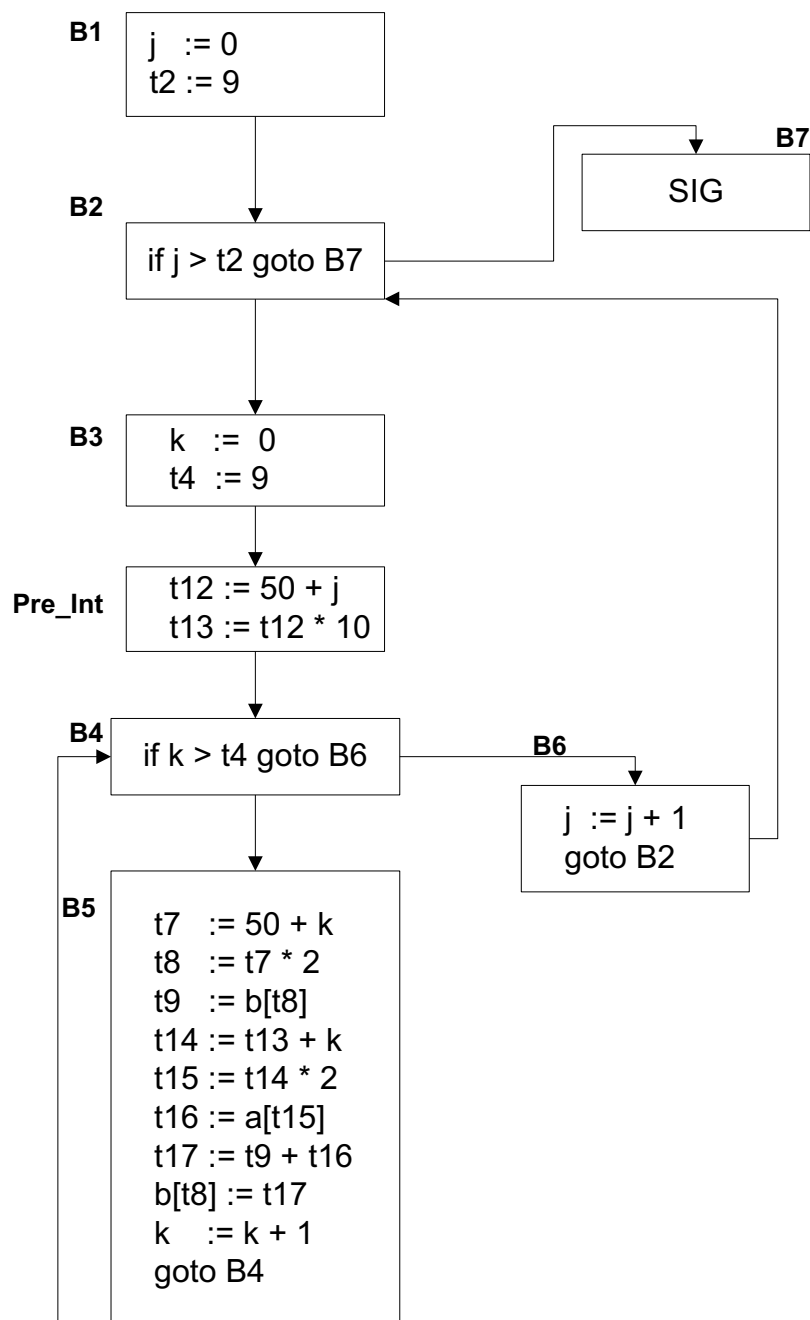 B1
j := 0
t2 := 9
B7
SIG
B2
if j > t2 goto B7
B3
k := 0
t4 := 9
Pre_Int
t12 := 50 + j
t13 := t12 * 10
B4
if k > t4 goto B6
B6
j := j + 1
goto B2
B5
t7 := 50 + k
t8 := t7 * 2
t9 := b[t8]
t14 := t13 + k
t15 := t14 * 2
t16 := a[t15]
t17 := t9 + t16
b[t8] := t17
k := k + 1
goto B4